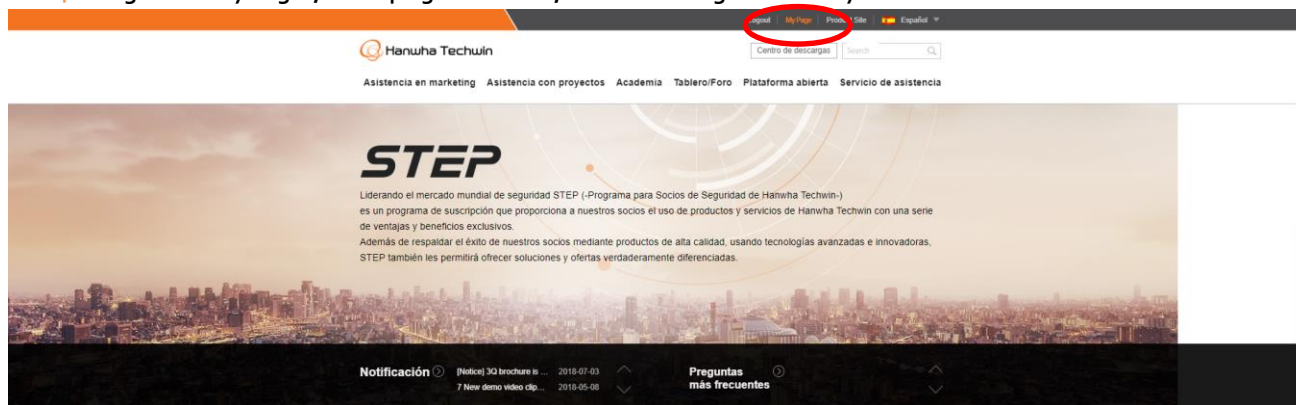 Logout | My Page | Product Site | Español
Hanwha Techwin
Centro de descargas
Search
Asistencia en marketing Asistencia con proyectos Academia Tablero/Foro Plataforma abierta Servicio de asistencia
STEP
Liderando el mercado mundial de seguridad STEP (-Programa para Socios de Seguridad de Hanwha Techwin-)
es un programa de suscripción que proporciona a nuestros socios el uso de productos y servicios de Hanwha Techwin con una serie
de ventajas y beneficios exclusivos.
Además de respaldar el éxito de nuestros socios mediante productos de alta calidad, usando tecnologías avanzadas e innovadoras,
STEP también les permitirá ofrecer soluciones y ofertas verdaderamente diferenciadas.
Notificación
[Notice] 3Q brochure is ... 2018-07-03
7 New demo video clip... 2018-05-08
Preguntas
más frecuentes